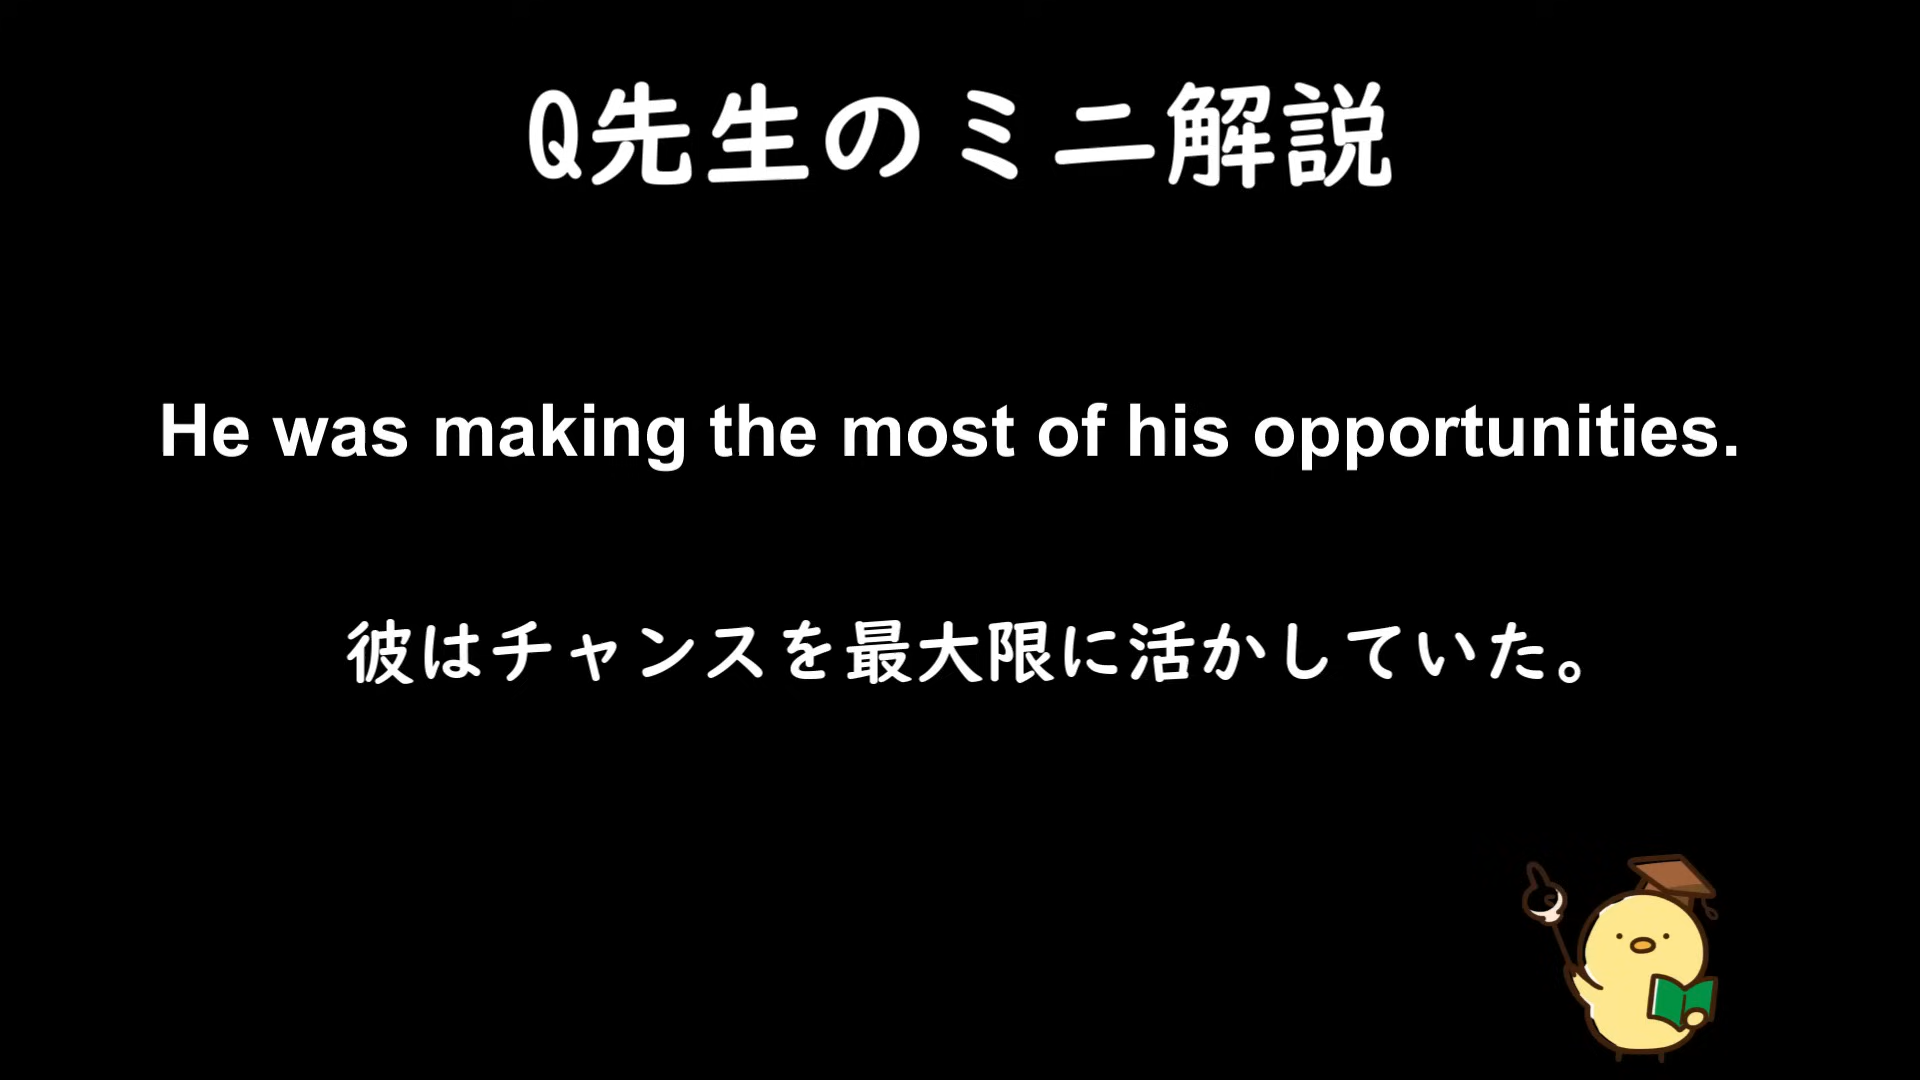 Q先生のミニ解説
He was making the most of his opportunities.
彼はチャンスを最大限に活かしていた。